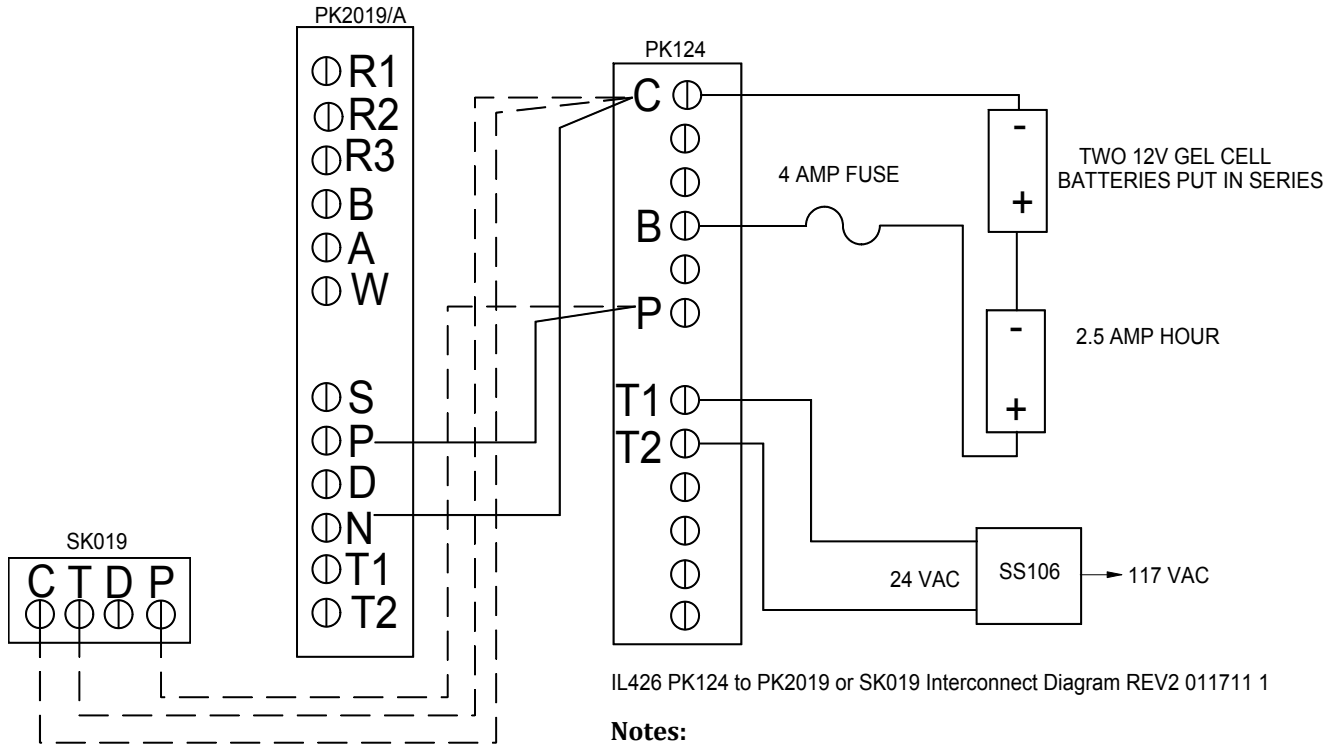 PK2019/A
R1
R2
R3
B
A
W
S
P
D
N
T1
T2
SK019
C T D P
PK124
C
B
P
T1
T2
4 AMP FUSE
-
+
TWO 12V GEL CELL
BATTERIES PUT IN SERIES
-
+
2.5 AMP HOUR
24 VAC
SS106
117 VAC
IL426 PK124 to PK2019 or SK019 Interconnect Diagram REV2 011711 1
Notes: